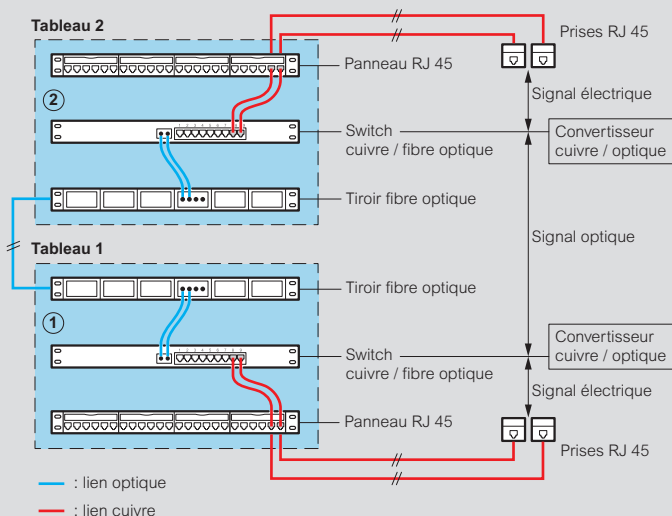 Tableau 2
Prises RJ 45
Panneau RJ 45
2
Signal électrique
Switch
cuivre / fibre optique
Convertisseur
cuivre / optique
Tiroir fibre optique
Signal optique
Tableau 1
Tiroir fibre optique
1
Switch
cuivre / fibre optique
Convertisseur
cuivre / optique
Signal électrique
Panneau RJ 45
Prises RJ 45
: lien optique
: lien cuivre